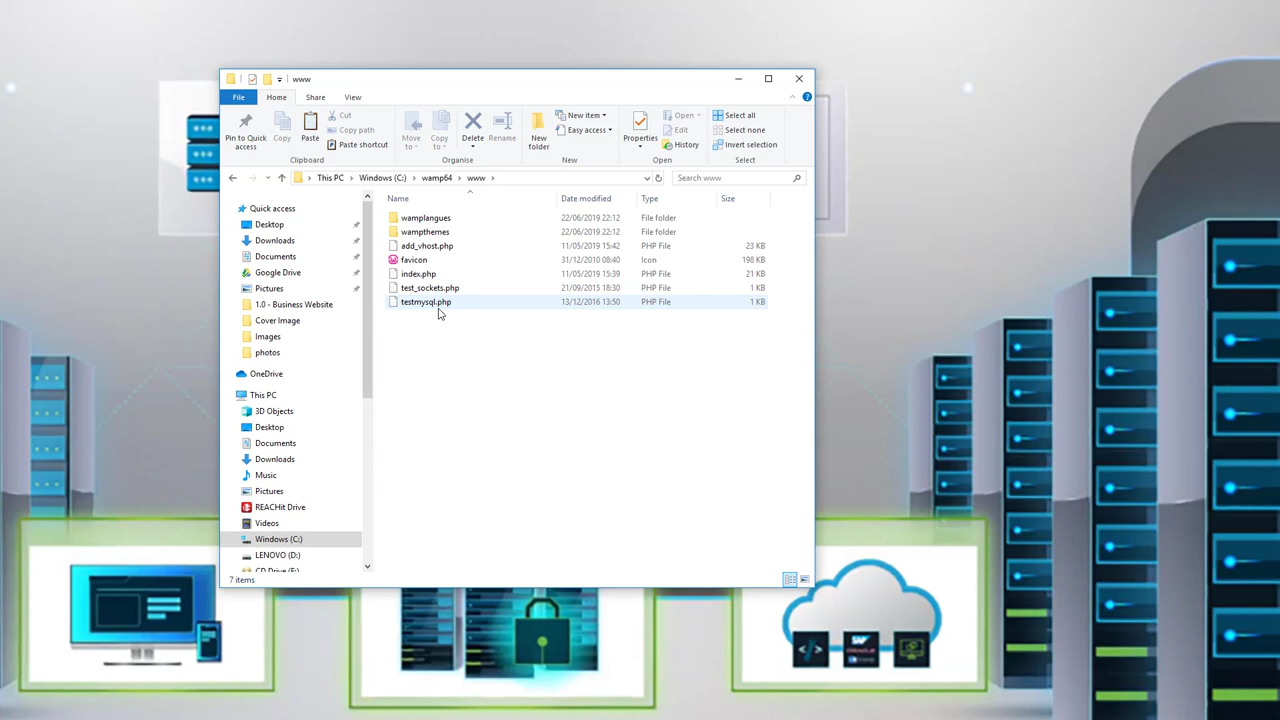 www
File Home Share View
Pin to Quick access
Copy
Paste
Cut
Copy path
Paste shortcut
Clipboard
Move to
Copy to
Delete
Rename
Organise
New folder
New item
Easy access
New
Properties
Open
Edit
History
Open
Select all
Select none
Invert selection
Select
This PC Windows (C:) wamp64 www
Search www
Quick access
Desktop
Downloads
Documents
Google Drive
Pictures
1.0 - Business Website
Cover Image
Images
photos
OneDrive
This PC
3D Objects
Desktop
Documents
Downloads
Music
Pictures
REACHit Drive
Videos
Windows (C:)
LENOVO (D:)
CD Drive (E:)
Name Date modified Type Size
wamplangues 22/06/2019 22:12 File folder
wampthemes 22/06/2019 22:12 File folder
add_vhost.php 11/05/2019 15:42 PHP File 23 KB
favicon 31/12/2010 08:40 Icon 198 KB
index.php 11/05/2019 15:39 PHP File 21 KB
test_sockets.php 21/09/2015 18:30 PHP File 1 KB
testmysql.php 13/12/2016 13:50 PHP File 1 KB
7 items